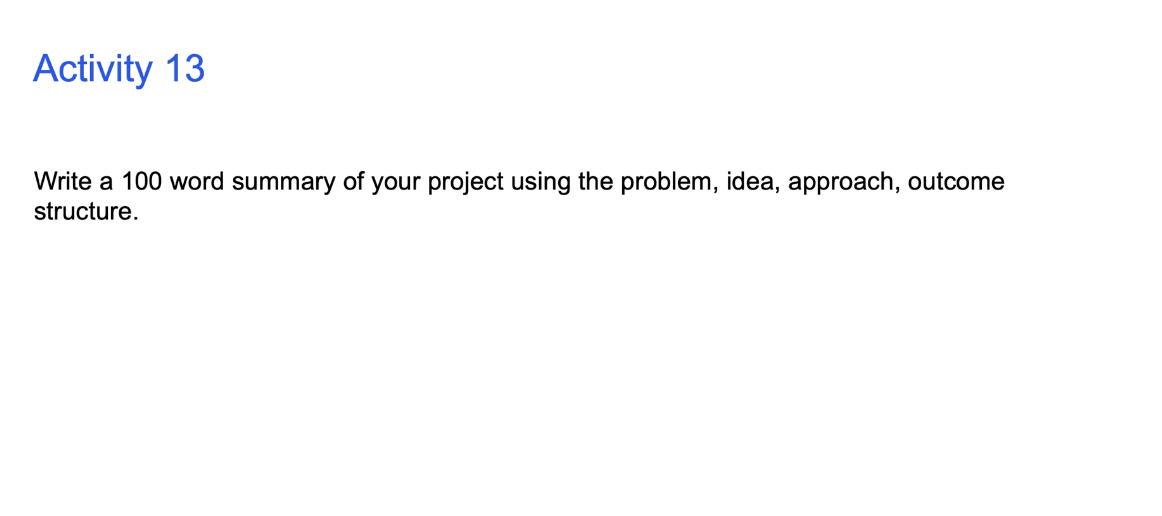 Activity 13
Write a 100 word summary of your project using the problem, idea, approach, outcome
structure.